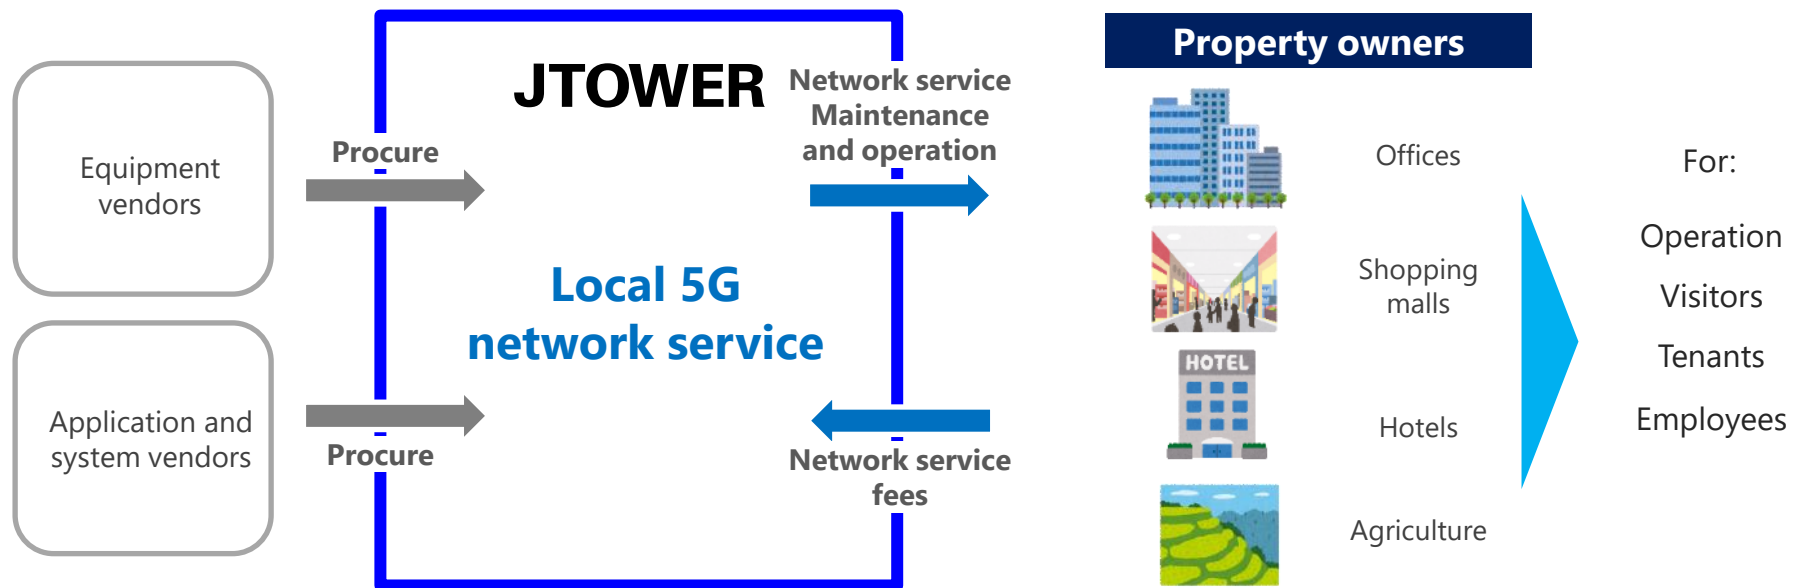 Equipment
vendors
Application and
system vendors
Procure
Procure
JTOWER
Local 5G
network service
Network service
Maintenance
and operation
Network service
fees
Property owners
Offices
Shopping
malls
HOTEL
Hotels
Agriculture
For:
Operation
Visitors
Tenants
Employees